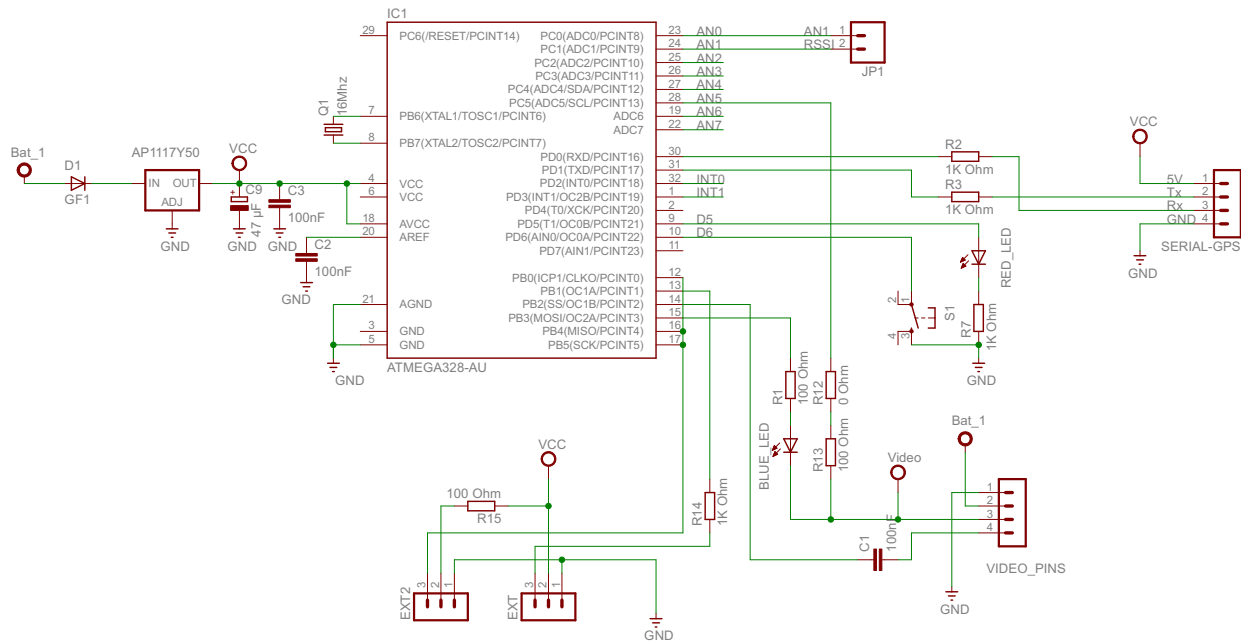 IC1
29 PC6(/RESET/PCINT14)
PC0(ADC0/PCINT8) 23 AN0 AN1 1
PC1(ADC1/PCINT9) 24 AN1 RSSI 2
PC2(ADC2/PCINT10) 25 AN2
JP1
PC3(ADC3/PCINT11) 26 AN3
PC4(ADC4/SDA/PCINT12) 27 AN4
PC5(ADC5/SCL/PCINT13) 28 AN5
Q1
16Mhz
7 PB6(XTAL1/TOSC1/PCINT6)
ADC6 19 AN6
ADC7 22 AN7
8 PB7(XTAL2/TOSC2/PCINT7)
VCC
Bat_1
D1
GF1
AP1117Y50
IN OUT
ADJ
GND
VCC
C9
47 µF
GND
C3
100nF
GND
4 VCC
6 VCC
18 AVCC
20 AREF
C2
100nF
GND
PD0(RXD/PCINT16) 30
PD1(TXD/PCINT17) 31
PD2(INT0/PCINT18) 32 INT0
PD3(INT1/OC2B/PCINT19) 1 INT1
PD4(T0/XCK/PCINT20) 2
PD5(T1/OC0B/PCINT21) 9 D5
PD6(AIN0/OC0A/PCINT22) 10 D6
PD7(AIN1/PCINT23) 11
R2
1K Ohm
R3
1K Ohm
5V 1
Tx 2
Rx 3
GND 4
SERIAL-GPS
GND
RED_LED
PB0(ICP1/CLKO/PCINT0) 12
PB1(OC1A/PCINT1) 13
PB2(SS/OC1B/PCINT2) 14
PB3(MOSI/OC2A/PCINT3) 15
PB4(MISO/PCINT4) 16
PB5(SCK/PCINT5) 17
21 AGND
3 GND
5 GND
GND
ATMEGA328-AU
2 1
4 3
S1
R7
1K Ohm
GND
R1
100 Ohm
R12
0 Ohm
BLUE_LED
R13
100 Ohm
Video
Bat_1
1
2
3
4
VIDEO_PINS
C1
100nF
GND
VCC
100 Ohm
R15
R14
1K Ohm
EXT2
3 2 1
EXT
3 2 1
GND